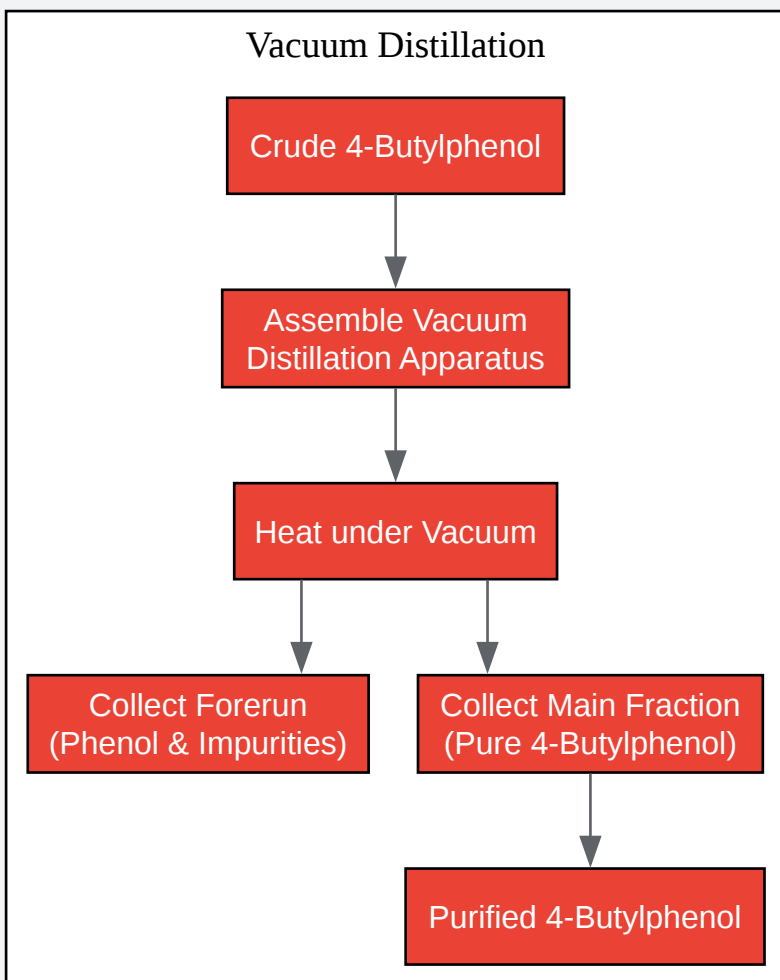 Vacuum Distillation
Crude 4-Butylphenol
Assemble Vacuum
Distillation Apparatus
Heat under Vacuum
Collect Forerun
(Phenol & Impurities)
Collect Main Fraction
(Pure 4-Butylphenol)
Purified 4-Butylphenol